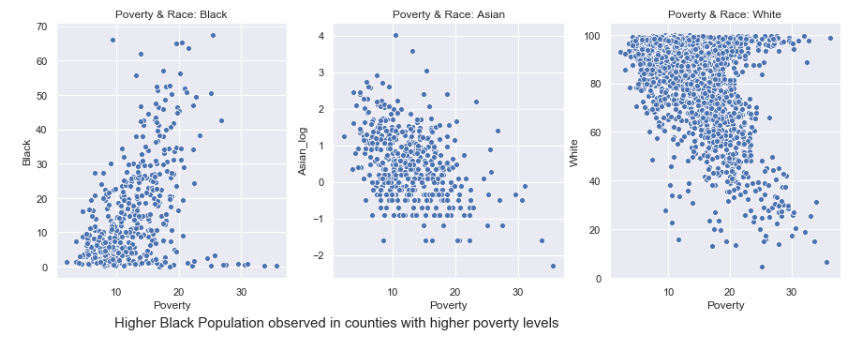 Poverty & Race: Black
70
60
50
40
30
20
10
0
Black
10 20 30
Poverty
Poverty & Race: Asian
4
3
2
1
0
−1
−2
Asian_log
10 20 30
Poverty
Poverty & Race: White
100
80
60
40
20
0
White
10 20 30
Poverty
Higher Black Population observed in counties with higher poverty levels